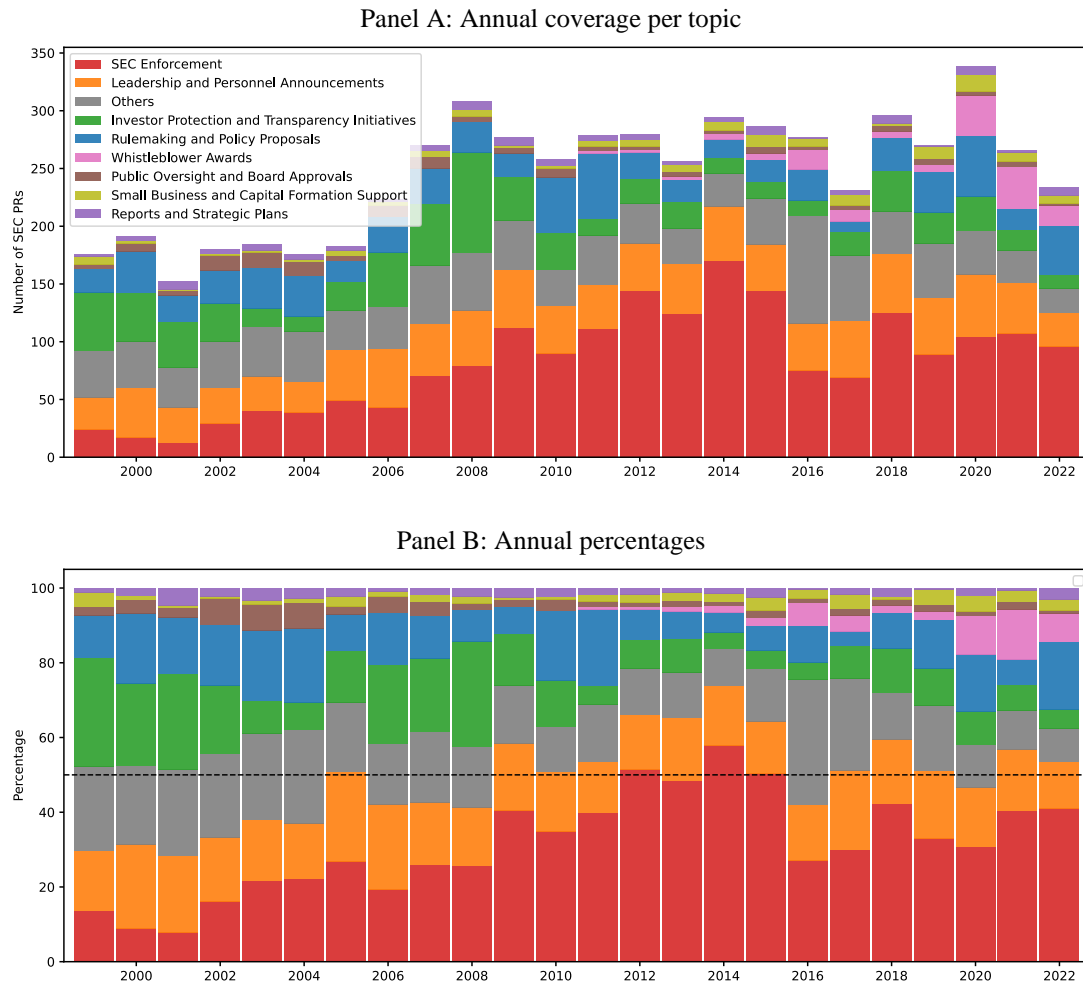 Panel A: Annual coverage per topic
350
300
250
200
150
100
50
0
Number of SEC PRs
SEC Enforcement
Leadership and Personnel Announcements
Others
Investor Protection and Transparency Initiatives
Rulemaking and Policy Proposals
Whistleblower Awards
Public Oversight and Board Approvals
Small Business and Capital Formation Support
Reports and Strategic Plans
2000 2002 2004 2006 2008 2010 2012 2014 2016 2018 2020 2022
Panel B: Annual percentages
100
80
60
40
20
0
Percentage
2000 2002 2004 2006 2008 2010 2012 2014 2016 2018 2020 2022